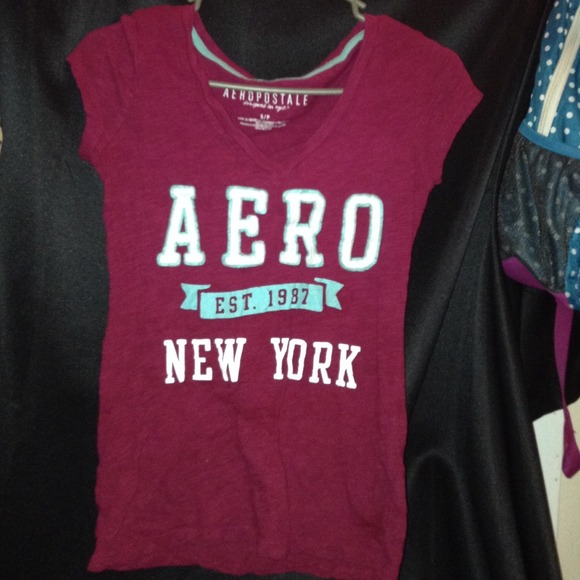 AEROPOSTALE
S/P
AERO
EST. 1987
NEW YORK